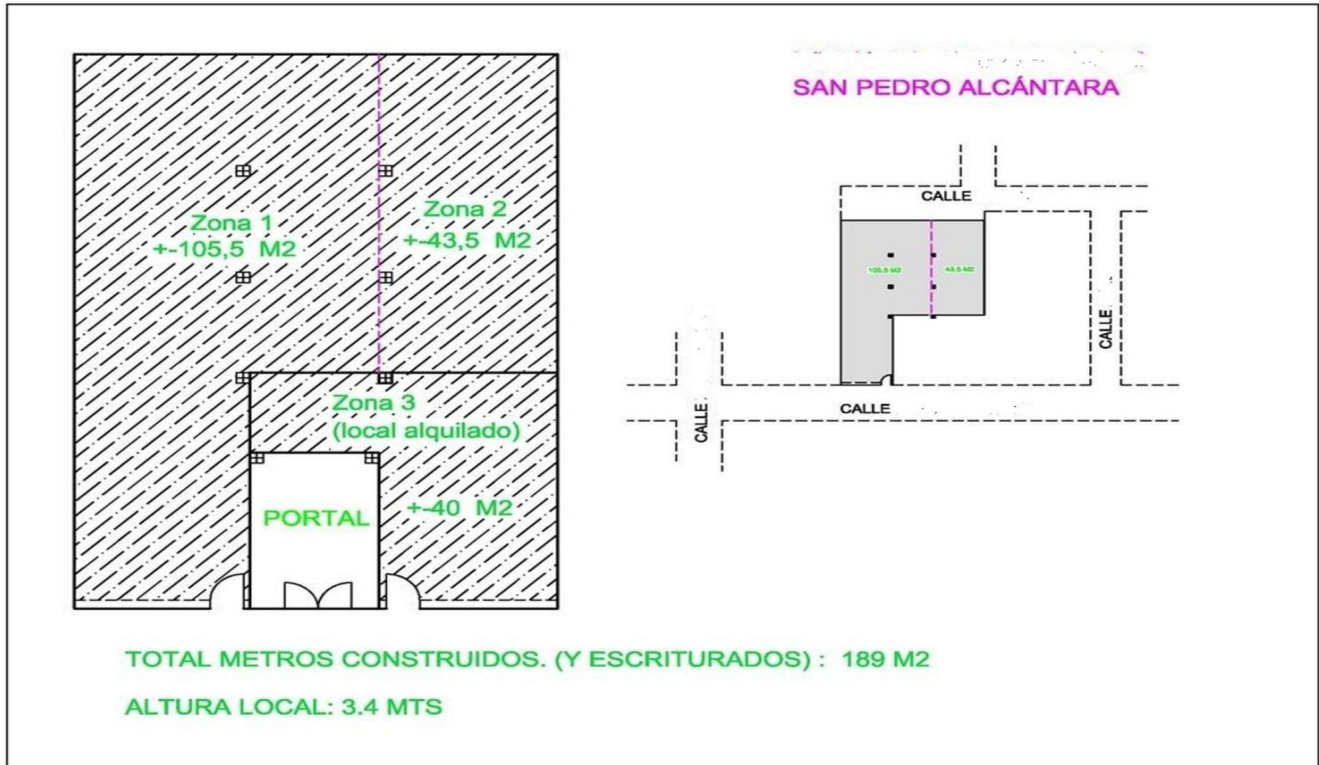 Zona 1
+-105,5 M2
Zona 2
+-43,5 M2
Zona 3
(local alquilado)
+-40 M2
PORTAL
TOTAL METROS CONSTRUIDOS. (Y ESCRITURADOS) : 189 M2
ALTURA LOCAL: 3.4 MTS
SAN PEDRO ALCÁNTARA
CALLE
105,5 M2
43,5 M2
CALLE
CALLE
CALLE